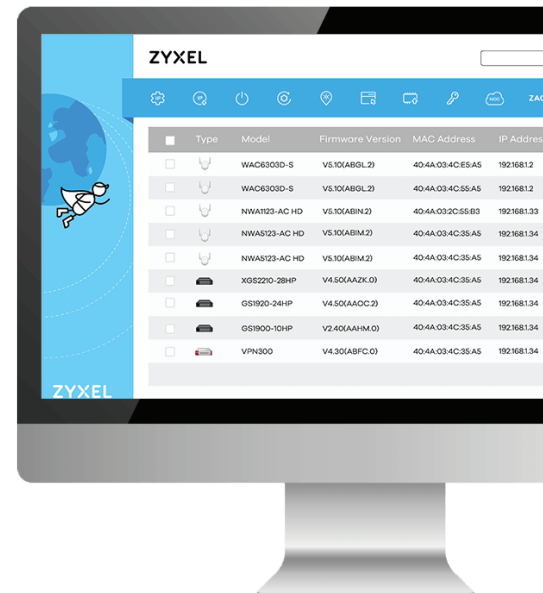 ZYXEL
IP
IP
NCC
ZAC
Type Model Firmware Version MAC Address IP Addres
WAC6303D-S V5.10(ABGL.2) 40:4A:03:4C:E5:A5 192.168.1.2
WAC6303D-S V5.10(ABGL.2) 40:4A:03:4C:55:A5 192.168.1.2
NWA1123-AC HD V5.10(ABIN.2) 40:4A:03:2C:55:B3 192.168.1.33
NWA5123-AC HD V5.10(ABIM.2) 40:4A:03:4C:35:A5 192.168.1.34
NWA5123-AC HD V5.10(ABIM.2) 40:4A:03:4C:35:A5 192.168.1.34
XGS2210-28HP V4.50(AAZK.0) 40:4A:03:4C:35:A5 192.168.1.34
GS1920-24HP V4.50(AAOC.2) 40:4A:03:4C:35:A5 192.168.1.34
GS1900-10HP V2.40(AAHM.0) 40:4A:03:4C:35:A5 192.168.1.34
VPN300 V4.30(ABFC.0) 40:4A:03:4C:35:A5 192.168.1.34
ZYXEL